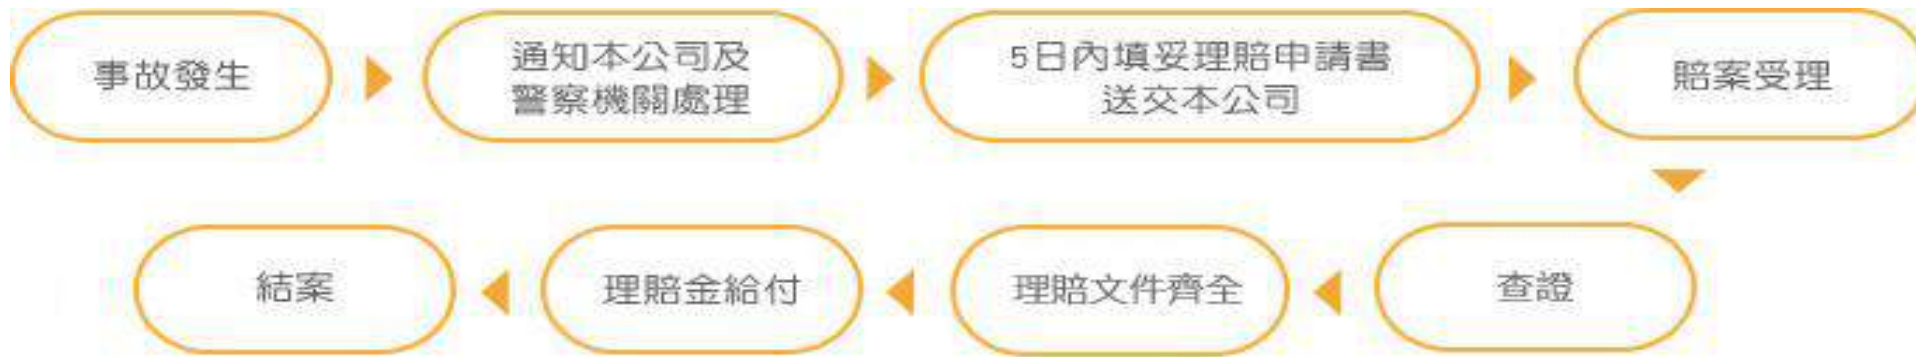 事故發生
通知本公司及
警察機關處理
5日內填妥理賠申請書
送交本公司
賠案受理
查證
理賠文件齊全
理賠金給付
結案